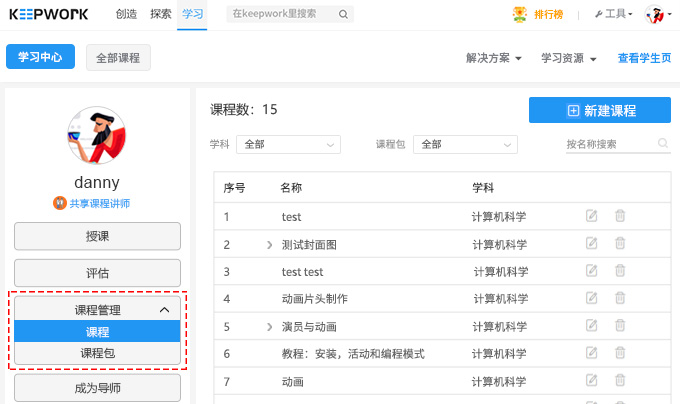 KEEPWORK 创造 探索 学习 在keepwork里搜索 排行榜 工具
学习中心 全部课程 解决方案 学习资源 查看学生页
danny
共享课程讲师
授课
评估
课程管理
课程
课程包
成为导师
课程数：15 新建课程
学科 全部 课程包 全部 按名称搜索
序号 名称 学科
1 test 计算机科学
2 测试封面图 计算机科学
3 test test 计算机科学
4 动画片头制作 计算机科学
5 演员与动画 计算机科学
6 教程：安装，活动和编程模式 计算机科学
7 动画 计算机科学